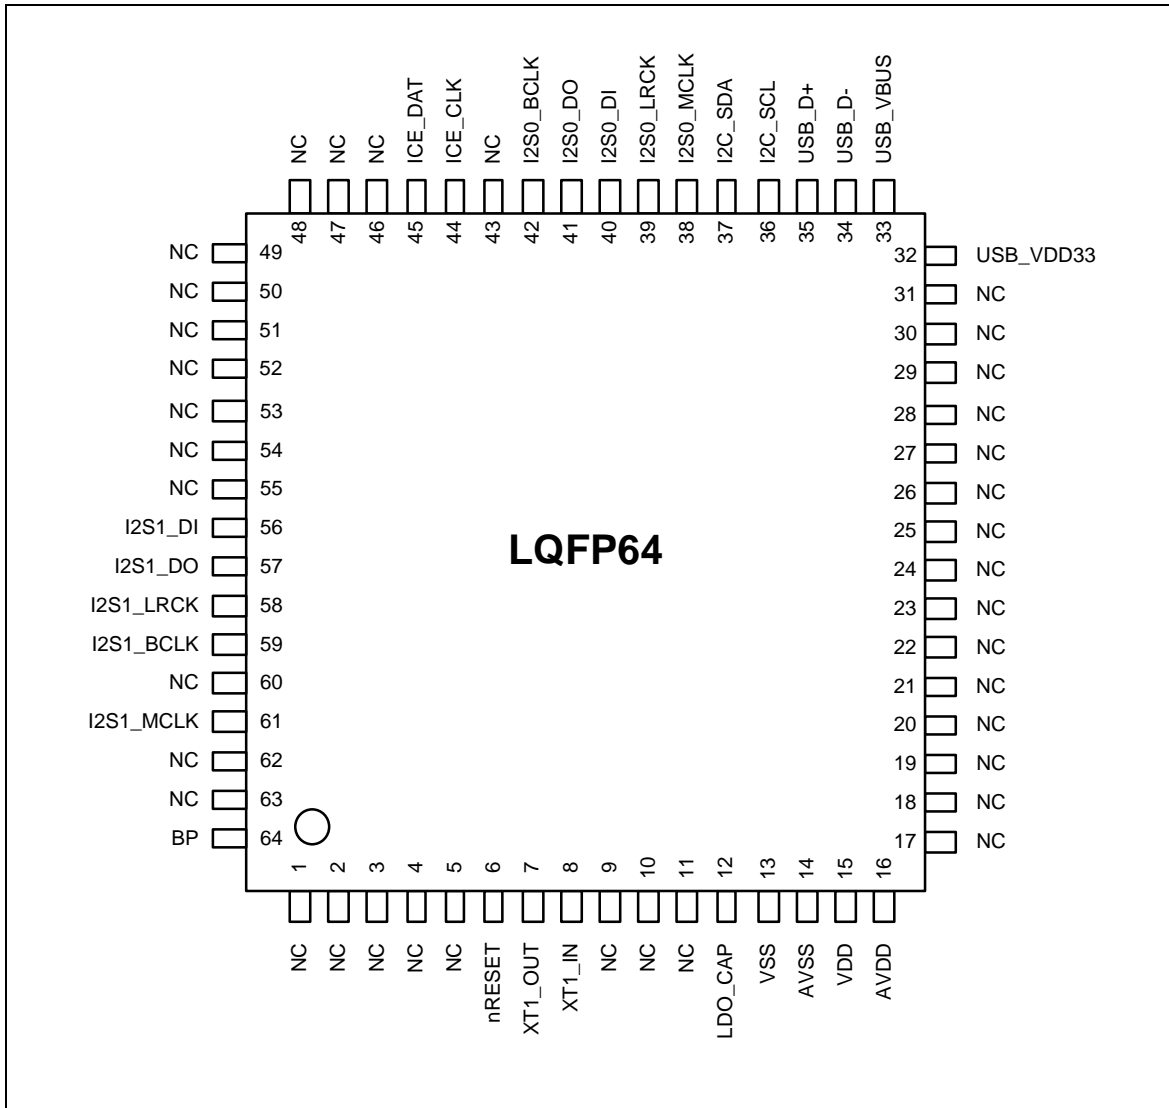 NC
NC
NC
ICE_DAT
ICE_CLK
NC
I2S0_BCLK
I2S0_DO
I2S0_DI
I2S0_LRCK
I2S0_MCLK
I2C_SDA
I2C_SCL
USB_D+
USB_D-
USB_VBUS
48
47
46
45
44
43
42
41
40
39
38
37
36
35
34
33
NC 49
NC 50
NC 51
NC 52
NC 53
NC 54
NC 55
I2S1_DI 56
I2S1_DO 57
I2S1_LRCK 58
I2S1_BCLK 59
NC 60
I2S1_MCLK 61
NC 62
NC 63
BP 64
LQFP64
32 USB_VDD33
31 NC
30 NC
29 NC
28 NC
27 NC
26 NC
25 NC
24 NC
23 NC
22 NC
21 NC
20 NC
19 NC
18 NC
17 NC
1
2
3
4
5
6
7
8
9
10
11
12
13
14
15
16
NC
NC
NC
NC
NC
nRESET
XT1_OUT
XT1_IN
NC
NC
NC
LDO_CAP
VSS
AVSS
VDD
AVDD